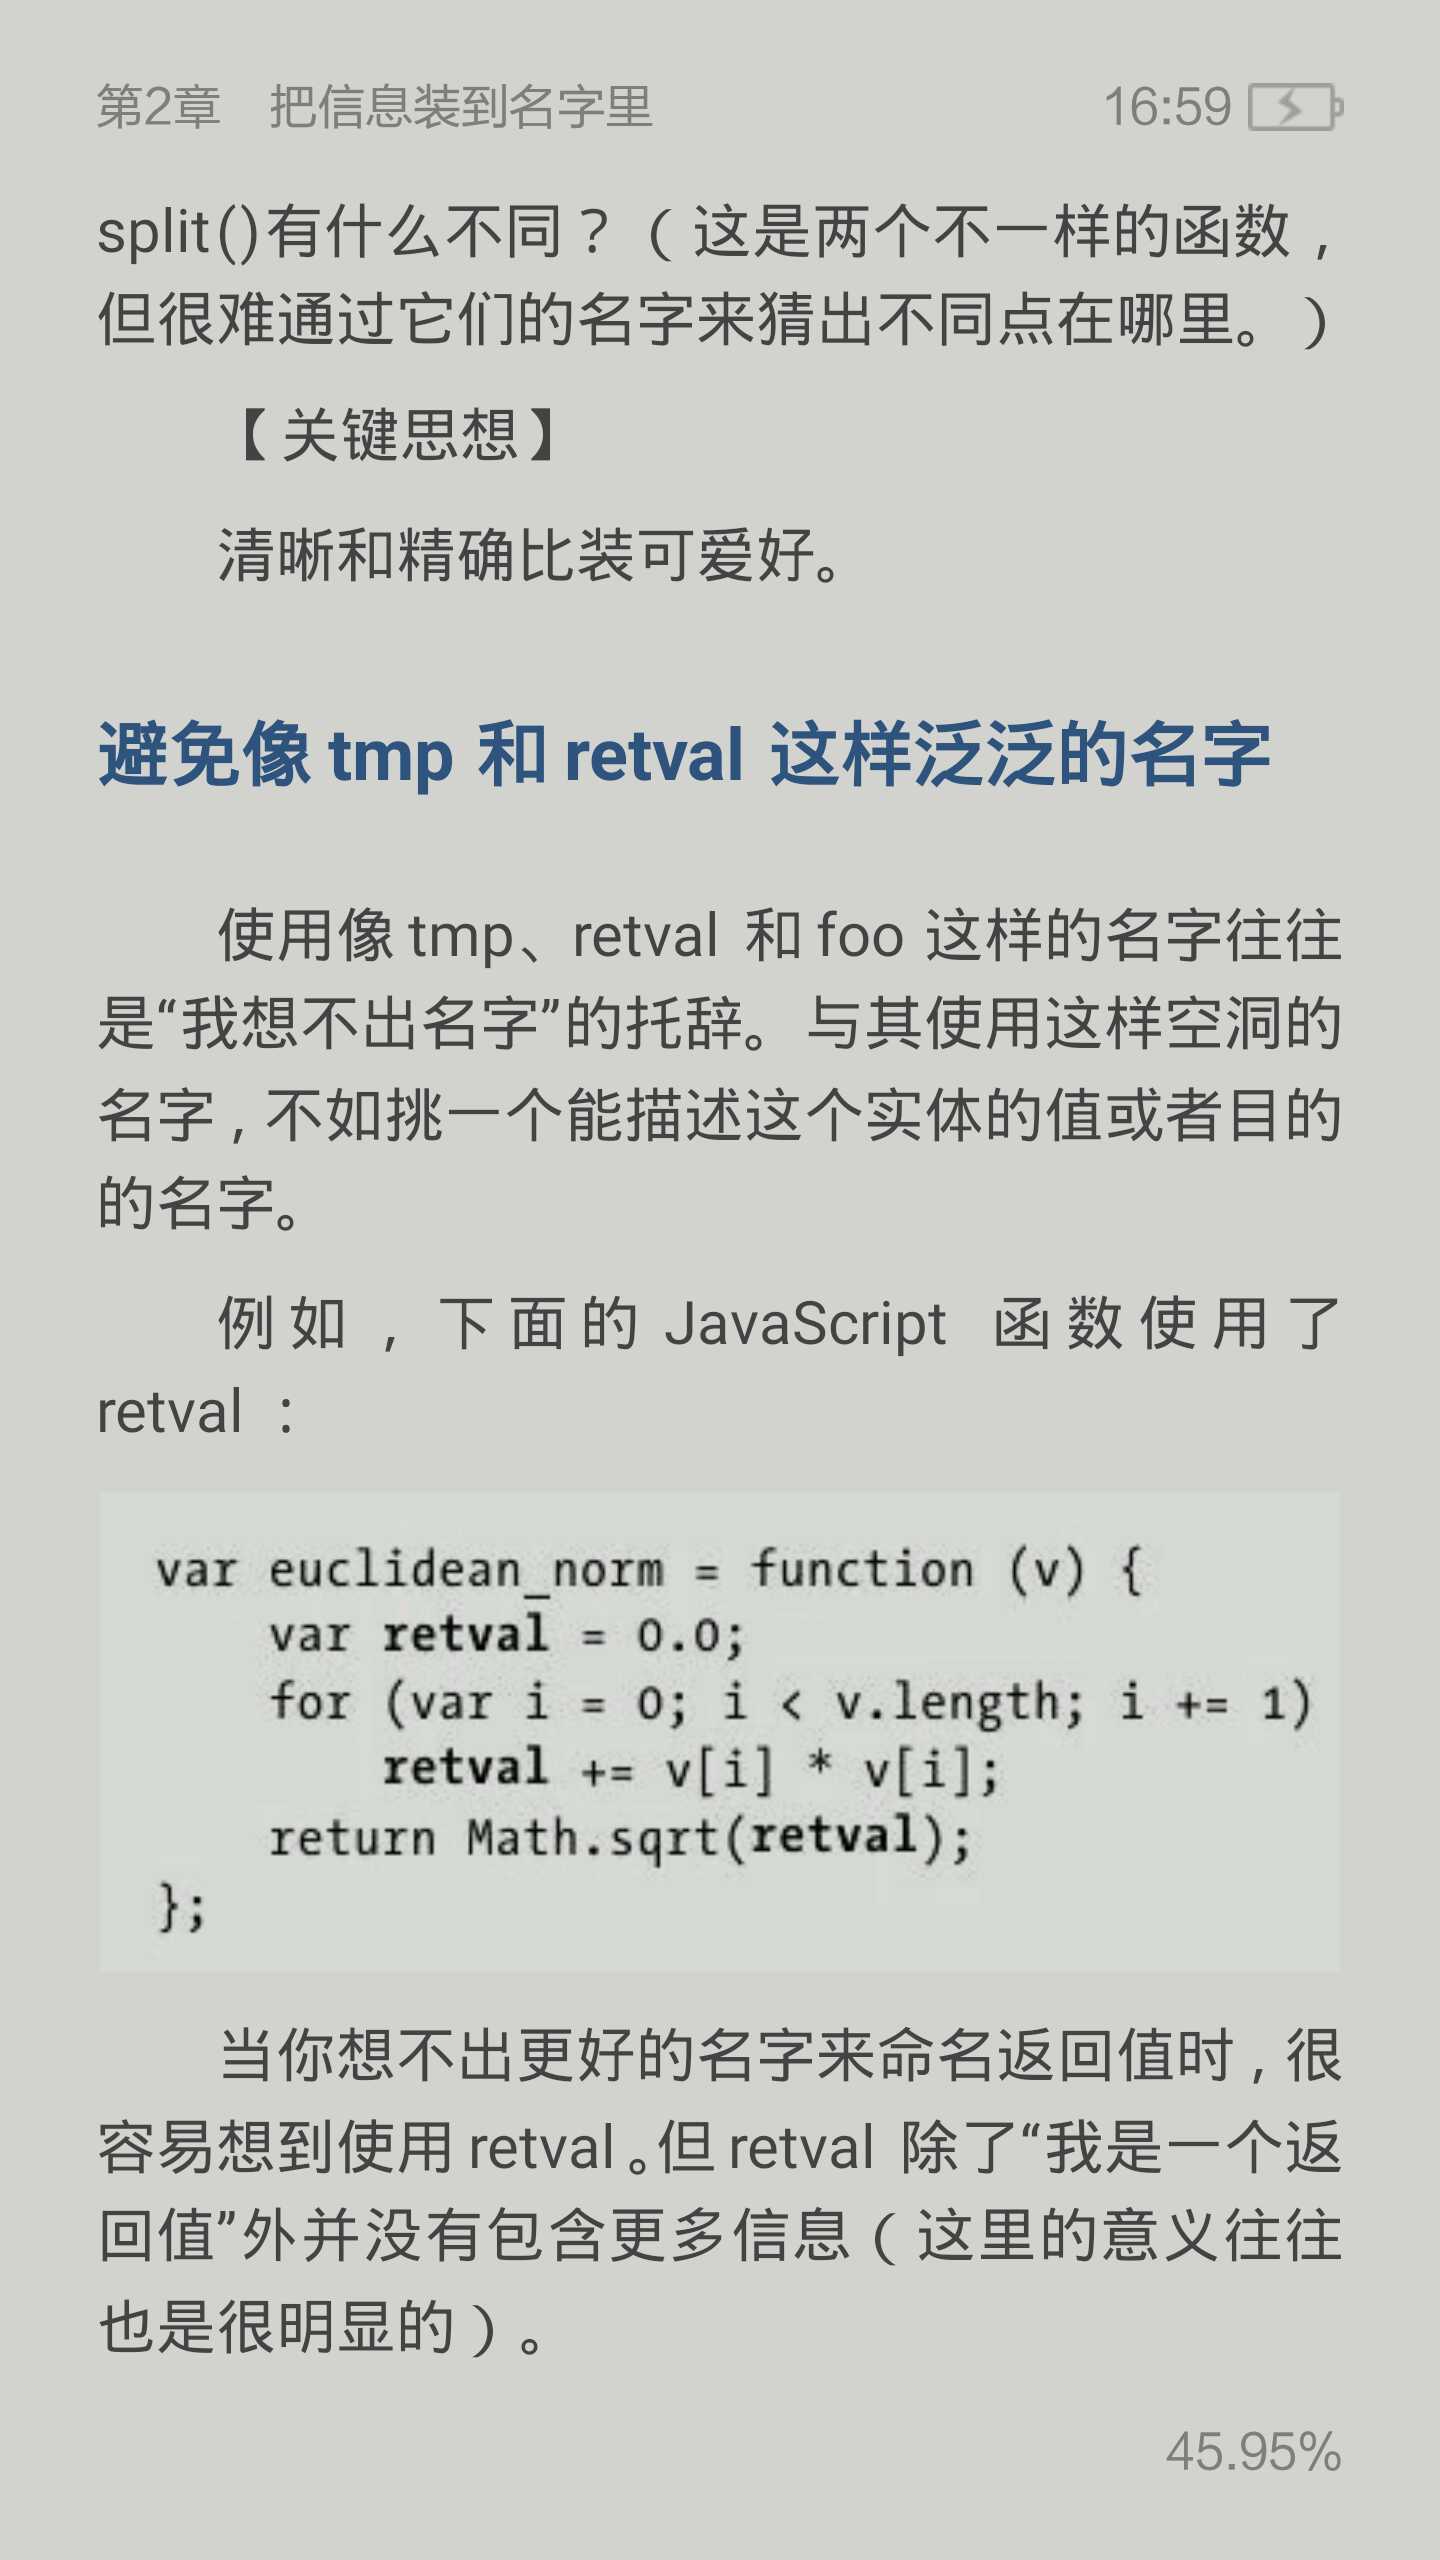 第2章　把信息装到名字里
16:59
split()有什么不同？（这是两个不一样的函数，
但很难通过它们的名字来猜出不同点在哪里。）
【关键思想】
清晰和精确比装可爱好。
避免像 tmp 和 retval 这样泛泛的名字
使用像 tmp、retval 和 foo 这样的名字往往
是“我想不出名字”的托辞。与其使用这样空洞的
名字，不如挑一个能描述这个实体的值或者目的
的名字。
例如，下面的 JavaScript 函数使用了
retval ：
var euclidean_norm = function (v) {
    var retval = 0.0;
    for (var i = 0; i < v.length; i += 1)
        retval += v[i] * v[i];
    return Math.sqrt(retval);
};
当你想不出更好的名字来命名返回值时，很
容易想到使用 retval 。但 retval 除了“我是一个返
回值”外并没有包含更多信息（这里的意义往往
也是很明显的）。
45.95%